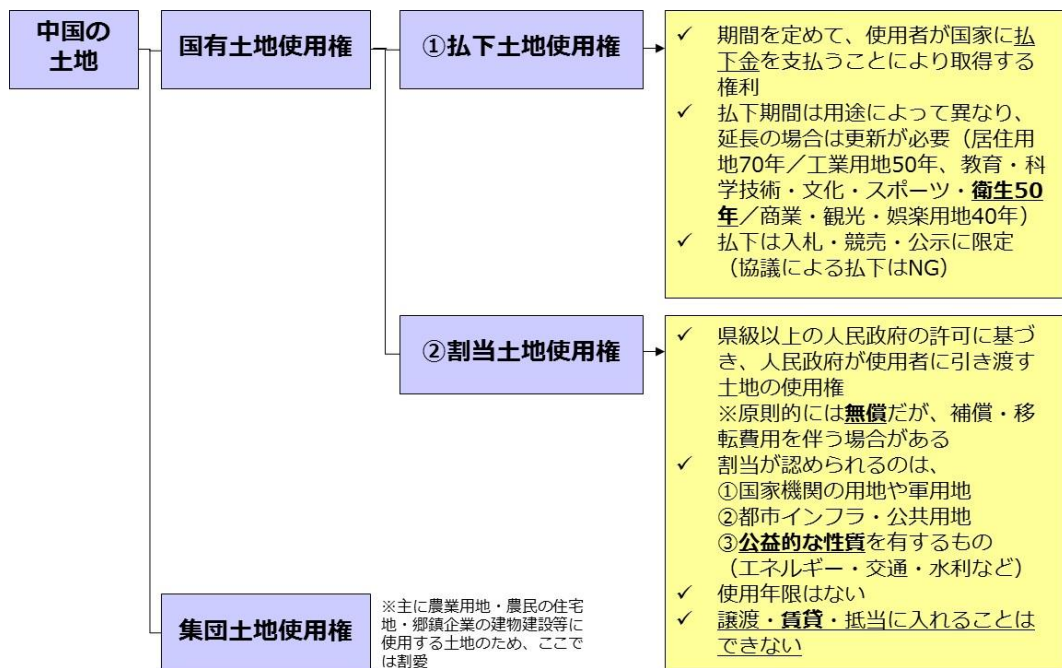 中国の
土地
国有土地使用権
①払下土地使用権
✓ 期間を定めて、使用者が国家に払
下金を支払うことにより取得する
権利
✓ 払下期間は用途によって異なり、
延長の場合は更新が必要（居住用
地70年／工業用地50年、教育・科
学技術・文化・スポーツ・衛生50
年／商業・観光・娯楽用地40年）
✓ 払下は入札・競売・公示に限定
（協議による払下はNG）
②割当土地使用権
✓ 県級以上の人民政府の許可に基づ
き、人民政府が使用者に引き渡す
土地の使用権
※原則的には無償だが、補償・移
転費用を伴う場合がある
✓ 割当が認められるのは、
①国家機関の用地や軍用地
②都市インフラ・公共用地
③公益的な性質を有するもの
（エネルギー・交通・水利など）
✓ 使用年限はない
✓ 譲渡・賃貸・抵当に入れることは
できない
集団土地使用権
※主に農業用地・農民の住宅
地・郷鎮企業の建物建設等に
使用する土地のため、ここで
は割愛